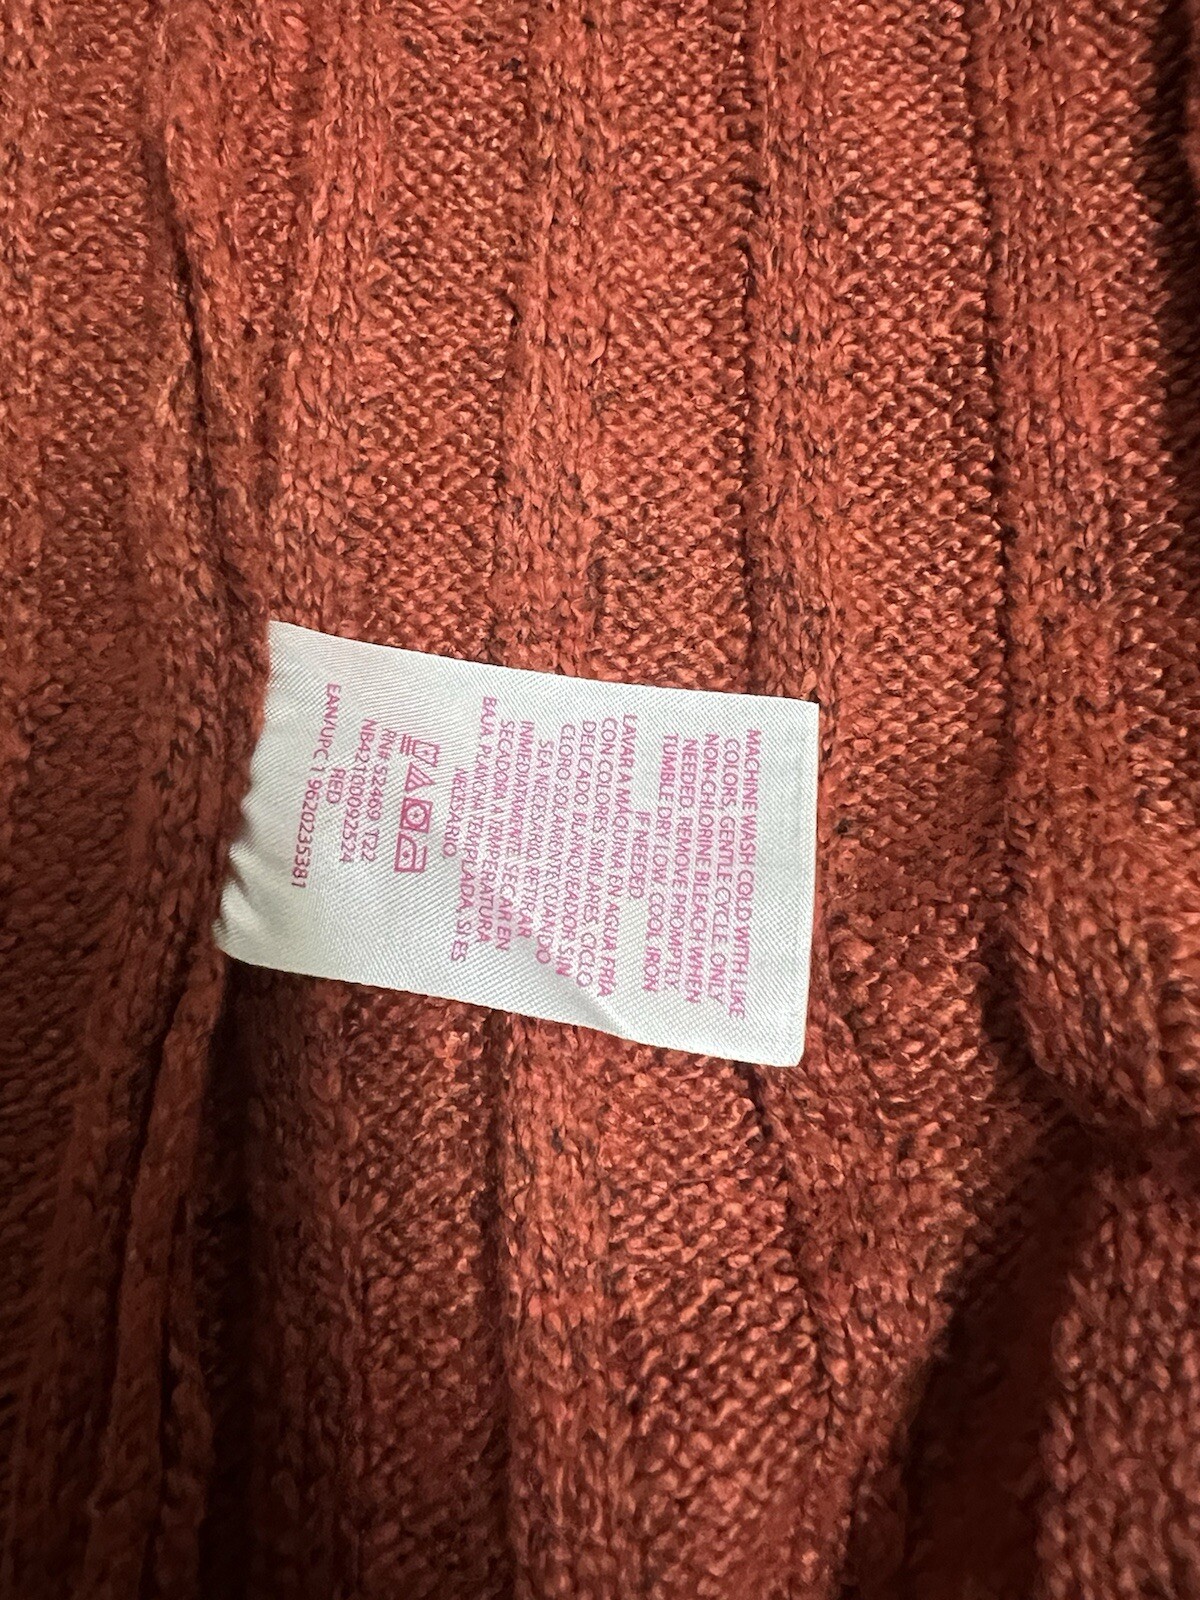 MACHINE WASH COLD WITH LIKE
COLORS, GENTLE CYCLE. ONLY
NON-CHLORINE BLEACH WHEN
NEEDED. REMOVE PROMPTLY,
TUMBLE DRY LOW. COOL IRON
IF NEEDED.
LAVAR A MAQUINA EN AGUA FRIA
CON COLORES SIMILARES, CICLO
DELICADO. BLANQUEADOR SIN
CLORO SOLAMENTE CUANDO
SEA NECESARIO. RETIRAR
INMEDIATAMENTE. SECAR EN
SECADORA A TEMPERATURA
BAJA. PLANCHA TEMPLADA, SI ES
NECESARIO.
RN# 52469 T22
NB42T0092S24
RED
EAN/UPC 196202235381